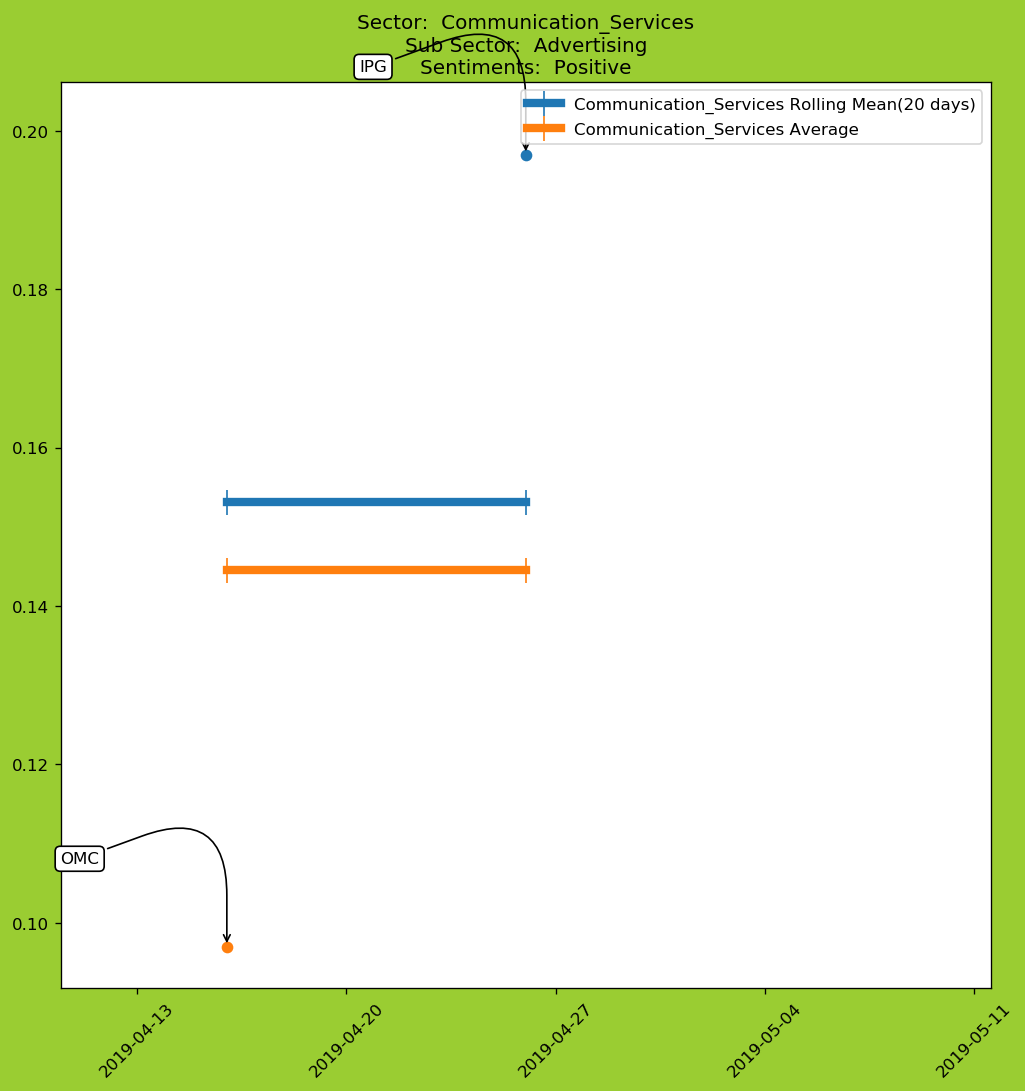 Sector:  Communication_Services
Sub Sector:  Advertising
Sentiments:  Positive
IPG
Communication_Services Rolling Mean(20 days)
Communication_Services Average
0.20
0.18
0.16
0.14
0.12
OMC
0.10
2019-04-13
2019-04-20
2019-04-27
2019-05-04
2019-05-11